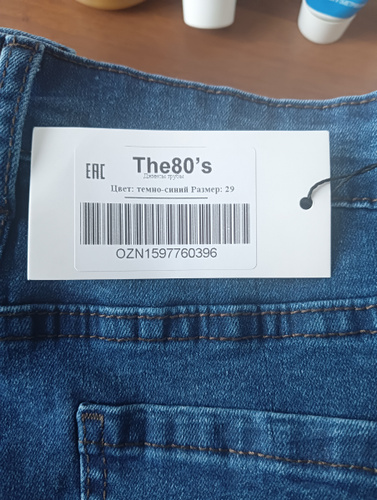 EAC
The80's
Джинсы трубы
Цвет: темно-синий Размер: 29
OZN1597760396